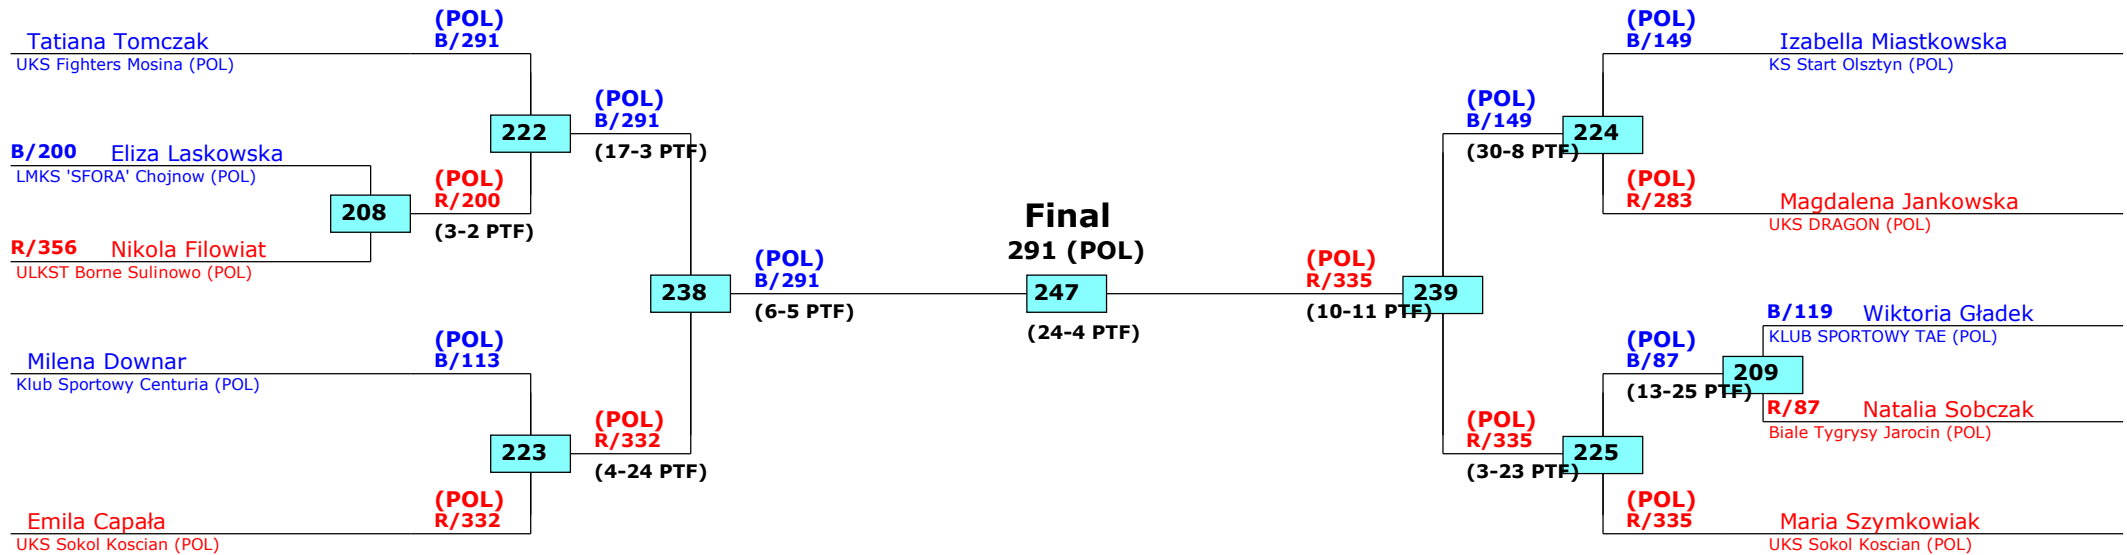 (POL)
B/291
Tatiana Tomczak
UKS Fighters Mosina (POL)
222
(POL)
B/291
(17-3 PTF)
B/200 Eliza Laskowska
LMKS 'SFORA' Chojnow (POL)
208
(POL)
R/200
(3-2 PTF)
R/356 Nikola Filowiat
ULKST Borne Sulinowo (POL)
238
(POL)
B/291
(6-5 PTF)
(POL)
B/113
Milena Downar
Klub Sportowy Centuria (POL)
223
(POL)
R/332
(4-24 PTF)
(POL)
R/332
Emila Capała
UKS Sokol Koscian (POL)
Final
291 (POL)
247
(24-4 PTF)
(POL)
R/335
(10-11 PTF)
239
(POL)
B/149
(30-8 PTF)
224
(POL)
B/149
Izabella Miastkowska
KS Start Olsztyn (POL)
(POL)
R/283
Magdalena Jankowska
UKS DRAGON (POL)
B/119 Wiktoria Gładek
KLUB SPORTOWY TAE (POL)
(POL)
B/87
(13-25 PTF)
209
R/87 Natalia Sobczak
Biale Tygrysy Jarocin (POL)
(POL)
R/335
(3-23 PTF)
225
(POL)
R/335
Maria Szymkowiak
UKS Sokol Koscian (POL)